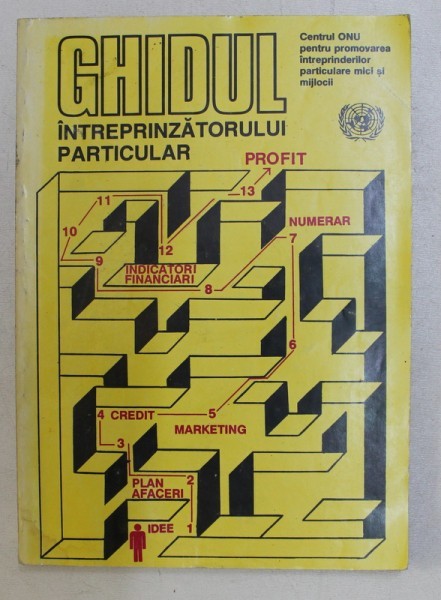 GHIDUL
ÎNTREPRINZĂTORULUI
PARTICULAR
Centrul ONU
pentru promovarea
întreprinderilor
particulare mici și
mijlocii
PROFIT
13
11
10
12
NUMERAR
7
9
INDICATORI
FINANCIARI
8
6
4 CREDIT
5
MARKETING
3
PLAN
AFACERI
2
IDEE
1